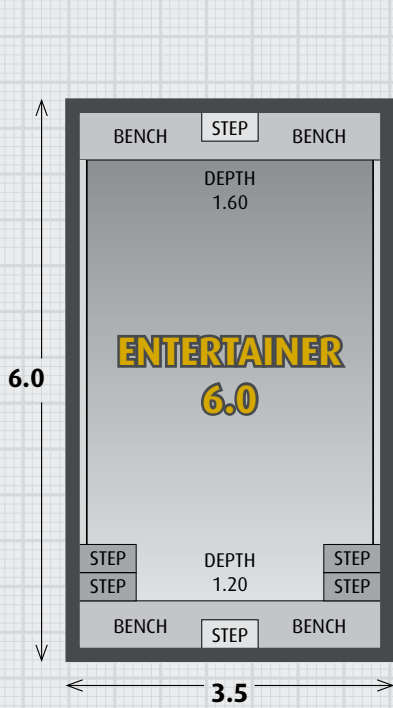 STEP
BENCH BENCH
DEPTH
1.60
ENTERTAINER
6.0
6.0
STEP DEPTH STEP
STEP 1.20 STEP
BENCH BENCH
STEP
3.5